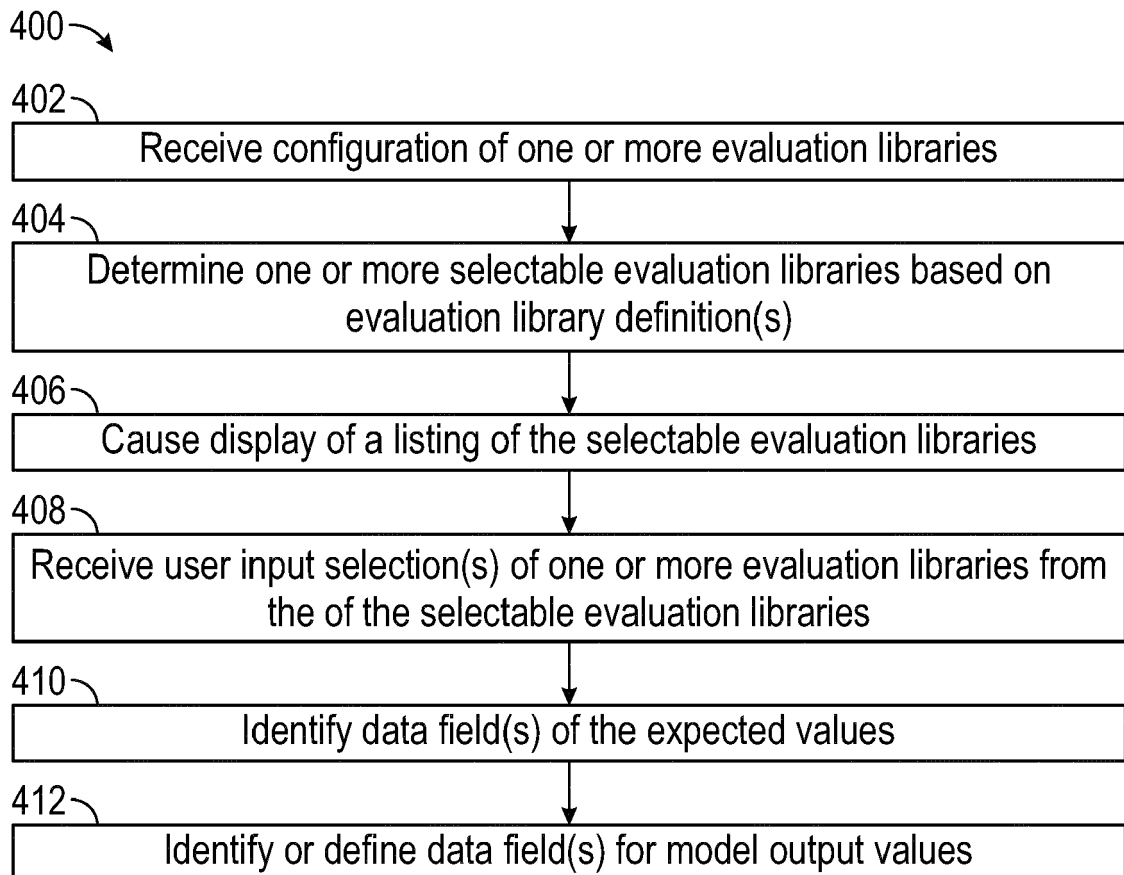 400
402
Receive configuration of one or more evaluation libraries
404
Determine one or more selectable evaluation libraries based on
evaluation library definition(s)
406
Cause display of a listing of the selectable evaluation libraries
408
Receive user input selection(s) of one or more evaluation libraries from
the of the selectable evaluation libraries
410
Identify data field(s) of the expected values
412
Identify or define data field(s) for model output values